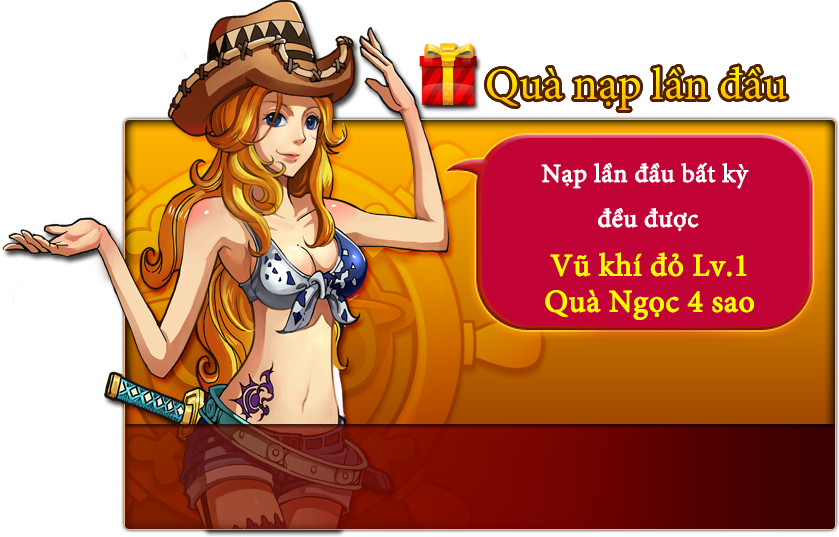 Quà nạp lần đầu
Nạp lần đầu bất kỳ
đều được
Vũ khí đỏ Lv.1
Quà Ngọc 4 sao